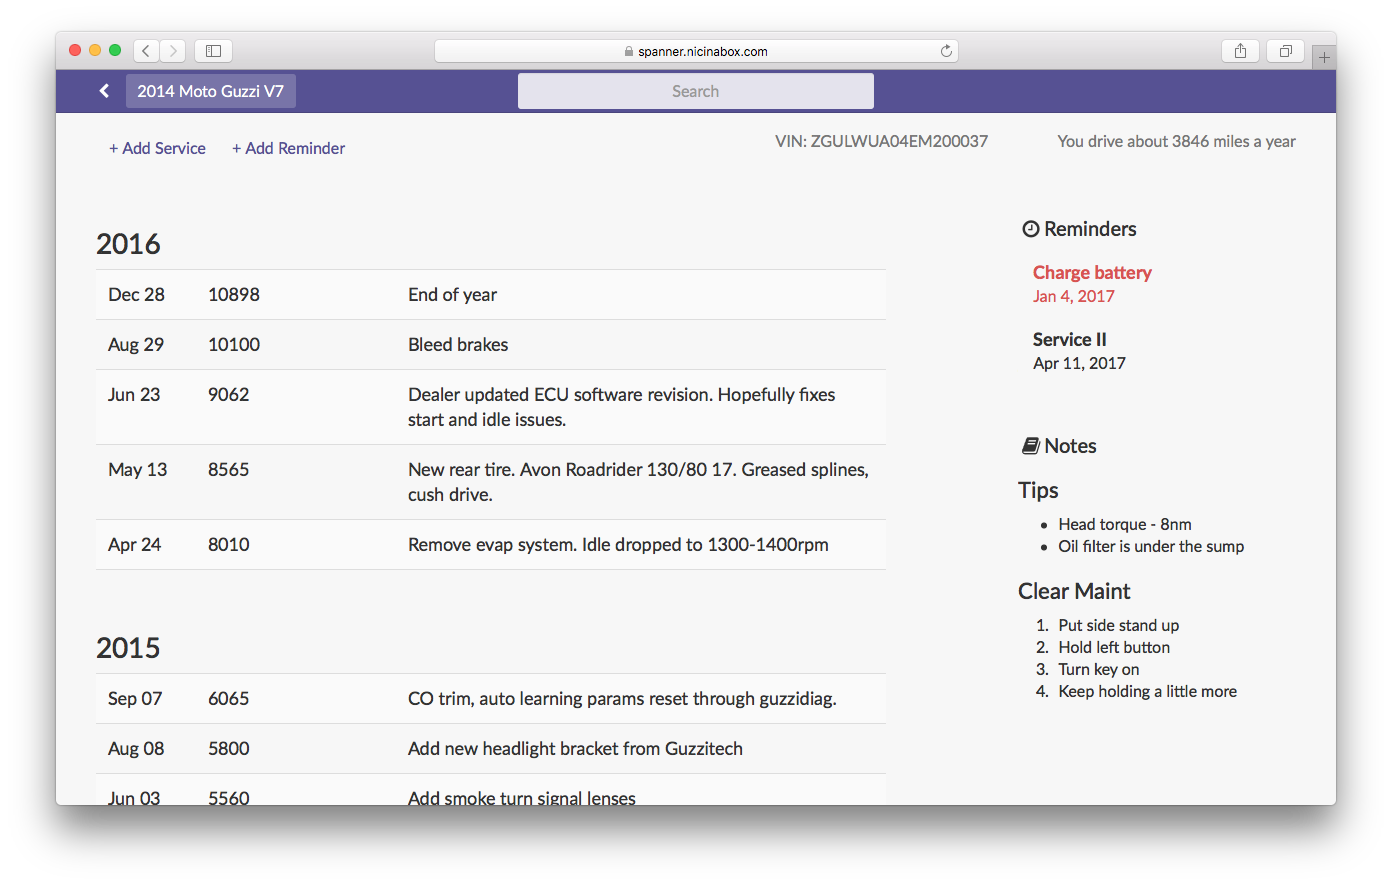 spanner.nicinabox.com
2014 Moto Guzzi V7
Search
+ Add Service + Add Reminder
VIN: ZGULWUA04EM200037
You drive about 3846 miles a year
2016
Dec 28 10898 End of year
Aug 29 10100 Bleed brakes
Jun 23 9062 Dealer updated ECU software revision. Hopefully fixes
start and idle issues.
May 13 8565 New rear tire. Avon Roadrider 130/80 17. Greased splines,
cush drive.
Apr 24 8010 Remove evap system. Idle dropped to 1300-1400rpm
2015
Sep 07 6065 CO trim, auto learning params reset through guzzidiag.
Aug 08 5800 Add new headlight bracket from Guzzitech
Jun 03 5560 Add smoke turn signal lenses
Reminders
Charge battery
Jan 4, 2017
Service II
Apr 11, 2017
Notes
Tips
• Head torque - 8nm
• Oil filter is under the sump
Clear Maint
1. Put side stand up
2. Hold left button
3. Turn key on
4. Keep holding a little more